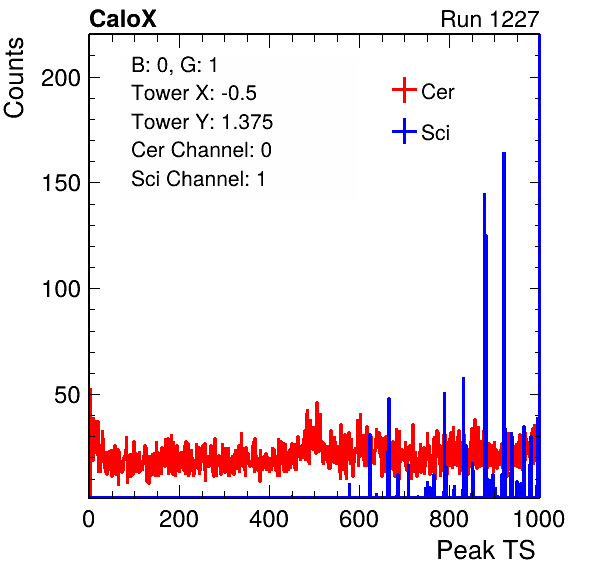 CaloX
Run 1227
B: 0, G: 1
Tower X: -0.5
Tower Y: 1.375
Cer Channel: 0
Sci Channel: 1
Cer
Sci
Counts
200
150
100
50
0
200
400
600
800
1000
Peak TS